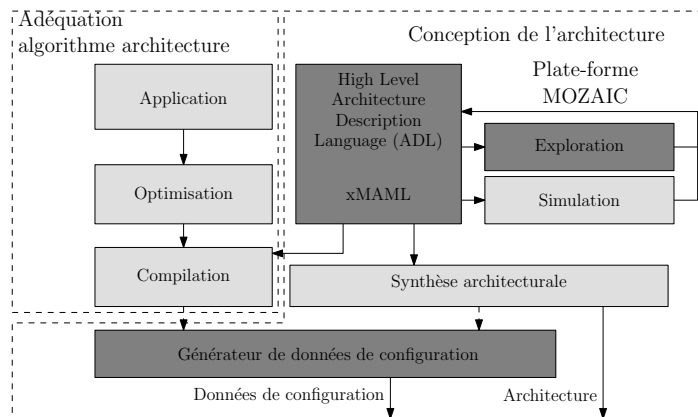 Adéquation
algorithme architecture
Conception de l'architecture
Plate-forme
MOZAIC
Application
Optimisation
Compilation
High Level
Architecture
Description
Language (ADL)
xMAML
Exploration
Simulation
Synthèse architecturale
Générateur de données de configuration
Données de configuration
Architecture